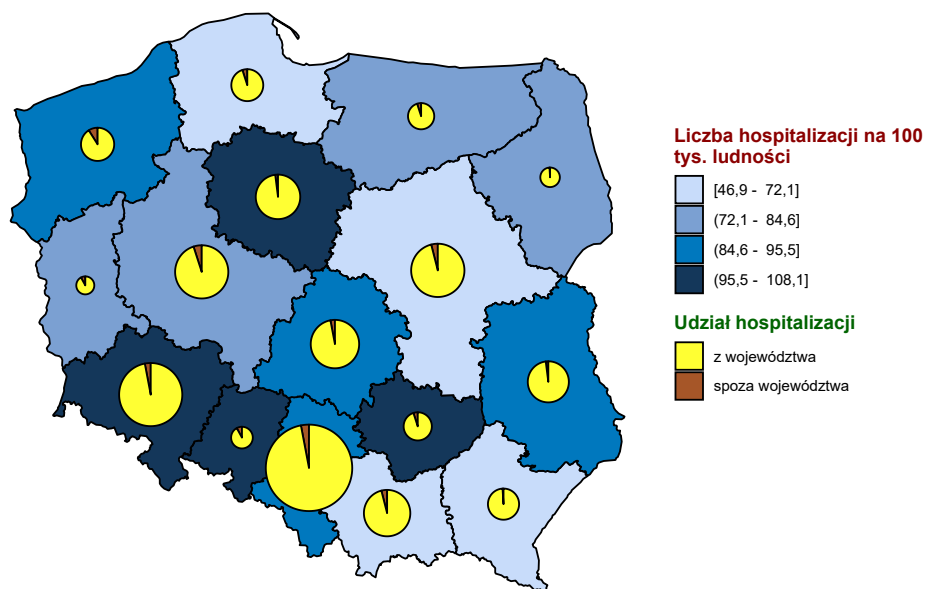 Liczba hospitalizacji na 100
tys. ludności
[46,9 - 72,1]
(72,1 - 84,6]
(84,6 - 95,5]
(95,5 - 108,1]
Udział hospitalizacji
z województwa
spoza województwa